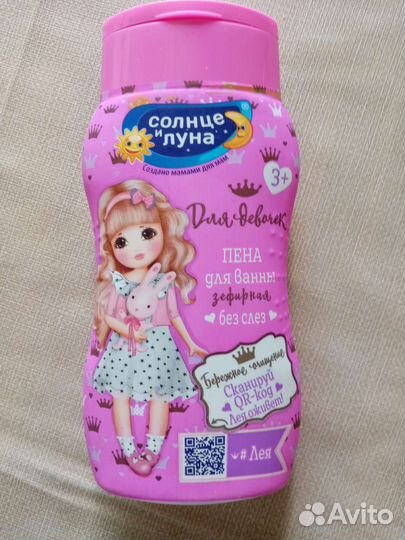 СОЛНЦЕ
И
ЛУНА
®
Создано мамами для мам
3+
Для девочек
ПЕНА
для ванны
зефирная
без слез
Бережное очищение
Сканируй
QR-код
Лея оживет!
# Лея
Avito